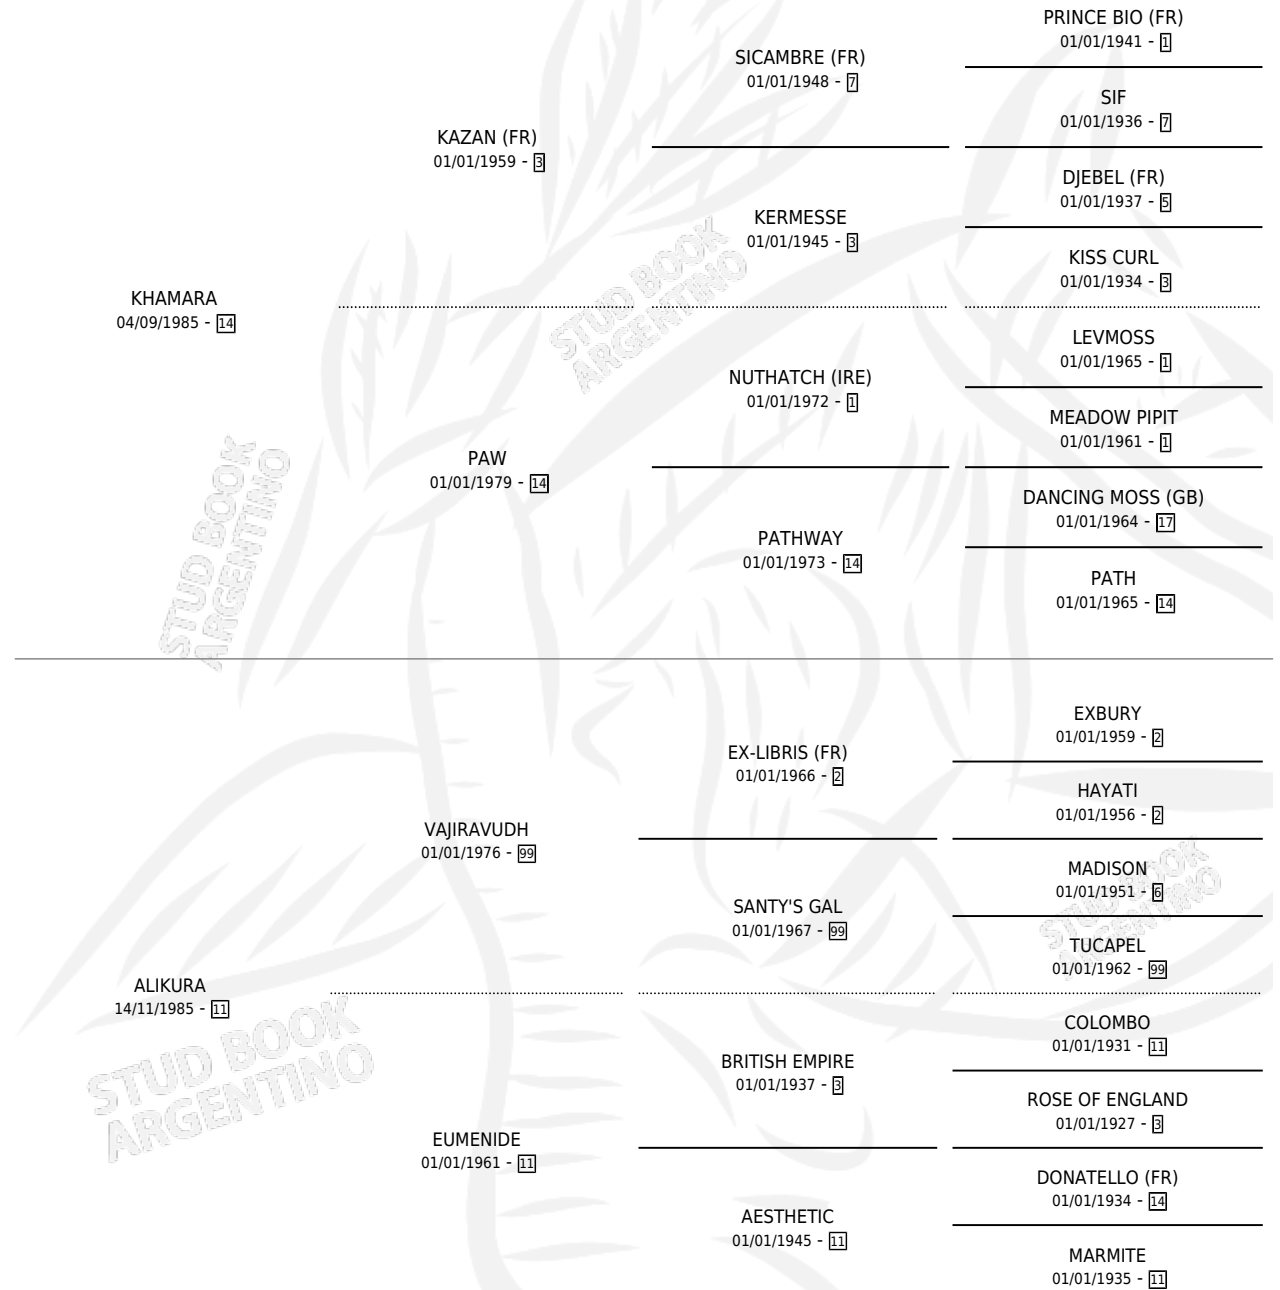 PRINCE BIO (FR)
01/01/1941 - 1
SICAMBRE (FR)
01/01/1948 - 7
SIF
01/01/1936 - 7
KAZAN (FR)
01/01/1959 - 3
DJEBEL (FR)
01/01/1937 - 5
KERMESSE
01/01/1945 - 3
KISS CURL
01/01/1934 - 3
KHAMARA
04/09/1985 - 14
STUD BOOK
ARGENTINO
LEVMOSS
01/01/1965 - 1
NUTHATCH (IRE)
01/01/1972 - 1
MEADOW PIPIT
01/01/1961 - 1
PAW
01/01/1979 - 14
DANCING MOSS (GB)
01/01/1964 - 17
PATHWAY
01/01/1973 - 14
PATH
01/01/1965 - 14
STUD BOOK
ARGENTINO
EXBURY
01/01/1959 - 2
EX-LIBRIS (FR)
01/01/1966 - 2
HAYATI
01/01/1956 - 2
VAJIRAVUDH
01/01/1976 - 99
MADISON
01/01/1951 - 6
SANTY'S GAL
01/01/1967 - 99
STUD BOOK
ARGENTINO
TUCAPEL
01/01/1962 - 99
ALIKURA
14/11/1985 - 11
COLOMBO
01/01/1931 - 11
BRITISH EMPIRE
01/01/1937 - 3
ROSE OF ENGLAND
01/01/1927 - 3
STUD BOOK
ARGENTINO
EUMENIDE
01/01/1961 - 11
DONATELLO (FR)
01/01/1934 - 14
AESTHETIC
01/01/1945 - 11
MARMITE
01/01/1935 - 11